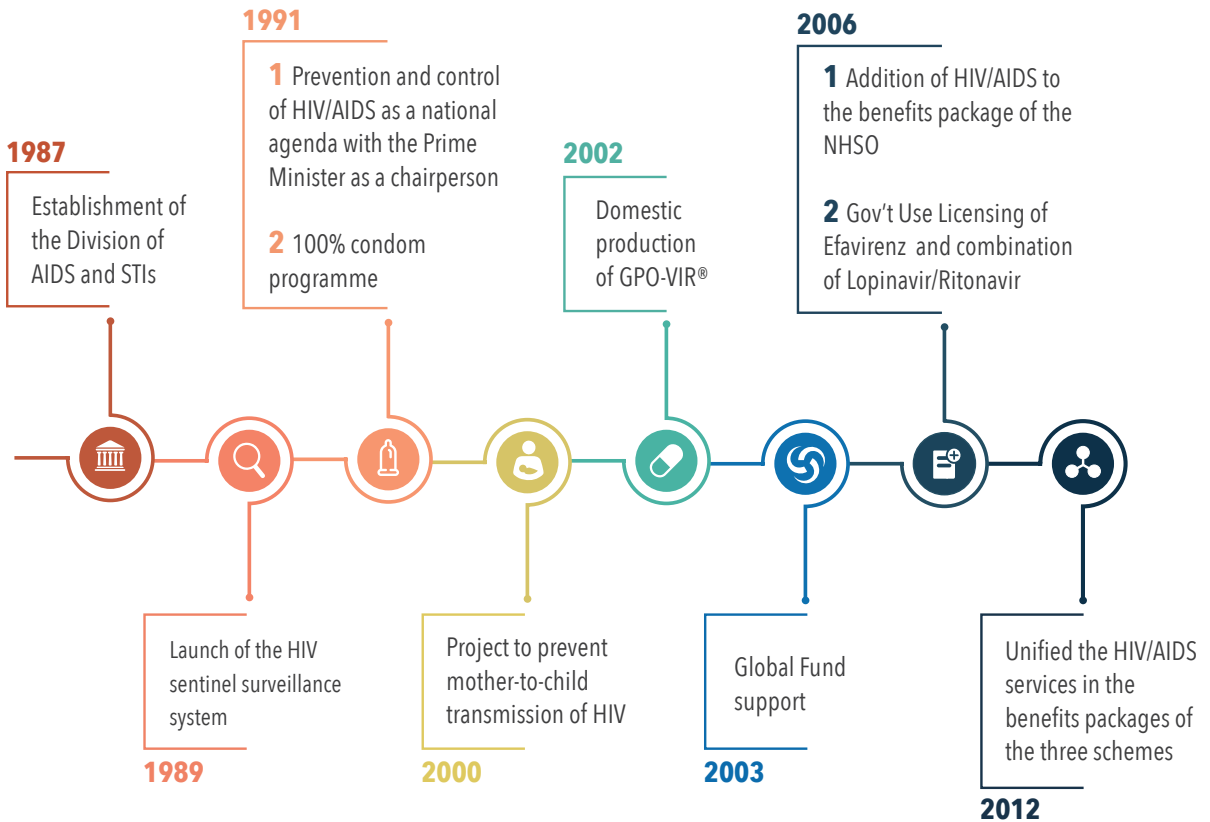 1987
Establishment of
the Division of
AIDS and STIs
1989
Launch of the HIV
sentinel surveillance
system
1991
1 Prevention and control
of HIV/AIDS as a national
agenda with the Prime
Minister as a chairperson
2 100% condom
programme
2000
Project to prevent
mother-to-child
transmission of HIV
2002
Domestic
production
of GPO-VIR®
2003
Global Fund
support
2006
1 Addition of HIV/AIDS to
the benefits package of the
NHSO
2 Gov't Use Licensing of
Efavirenz and combination
of Lopinavir/Ritonavir
2012
Unified the HIV/AIDS
services in the
benefits packages of
the three schemes